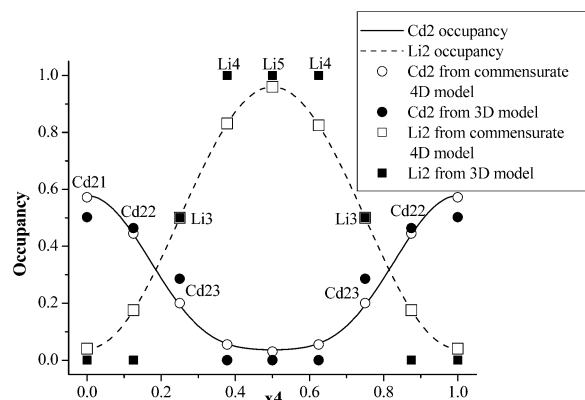 Cd2 occupancy
Li2 occupancy
Cd2 from commensurate
4D model
Cd2 from 3D model
Li2 from commensurate
4D model
Li2 from 3D model
Li4 Li5 Li4
1.0
0.8
Cd21
0.6
Cd22 Cd22
Li3 Li3
0.4
Cd23 Cd23
0.2
0.0
Occupancy
0.0 0.2 0.4 0.6 0.8 1.0
x4